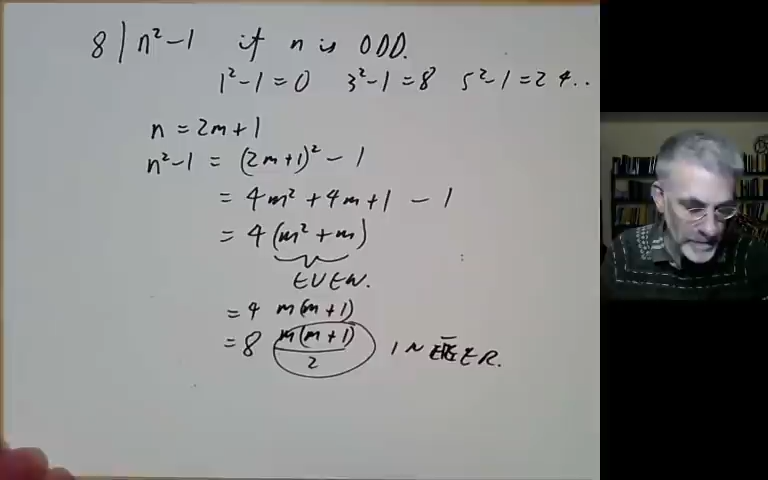 8 | n² - 1 if n is ODD.
1² - 1 = 0 3² - 1 = 8 5² - 1 = 24..
n = 2m + 1
n² - 1 = (2m + 1)² - 1
= 4m² + 4m + 1 - 1
= 4(m² + m)
EVEN.
= 4 m(m + 1)
= 8 m(m + 1)/2